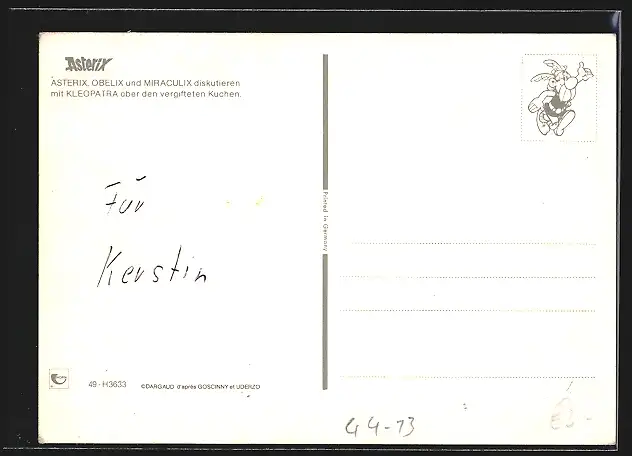 Asterix
ASTERIX, OBELIX und MIRACULIX diskutieren
mit KLEOPATRA über den vergifteten Kuchen.
Für
Kerstin
Printed in Germany
49 - H3633
©DARGAUD d'après GOSCINNY et UDERZO
44-13